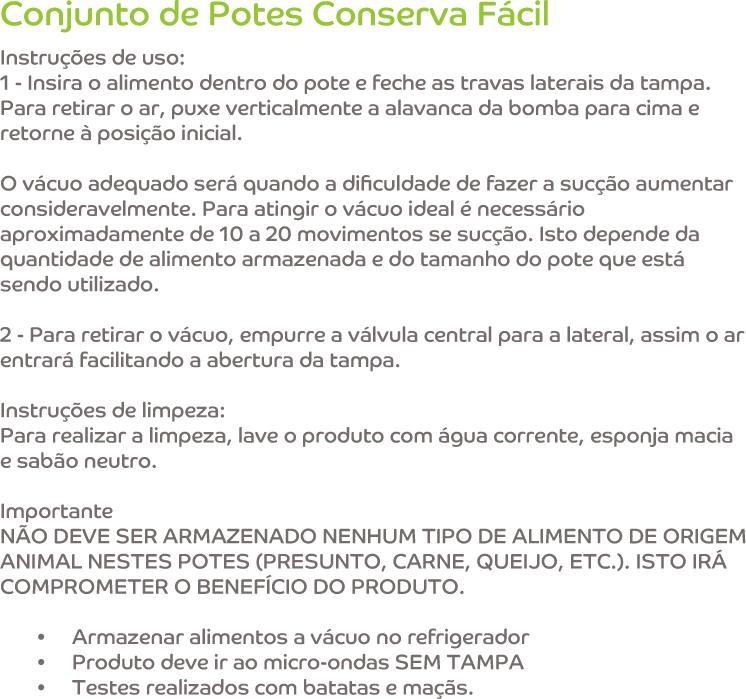 Conjunto de Potes Conserva Fácil
Instruções de uso:
1 - Insira o alimento dentro do pote e feche as travas laterais da tampa.
Para retirar o ar, puxe verticalmente a alavanca da bomba para cima e
retorne à posição inicial.
O vácuo adequado será quando a dificuldade de fazer a sucção aumentar
consideravelmente. Para atingir o vácuo ideal é necessário
aproximadamente de 10 a 20 movimentos se sucção. Isto depende da
quantidade de alimento armazenada e do tamanho do pote que está
sendo utilizado.
2 - Para retirar o vácuo, empurre a válvula central para a lateral, assim o ar
entrará facilitando a abertura da tampa.
Instruções de limpeza:
Para realizar a limpeza, lave o produto com água corrente, esponja macia
e sabão neutro.
Importante
NÃO DEVE SER ARMAZENADO NENHUM TIPO DE ALIMENTO DE ORIGEM
ANIMAL NESTES POTES (PRESUNTO, CARNE, QUEIJO, ETC.). ISTO IRÁ
COMPROMETER O BENEFÍCIO DO PRODUTO.
• Armazenar alimentos a vácuo no refrigerador
• Produto deve ir ao micro-ondas SEM TAMPA
• Testes realizados com batatas e maçãs.